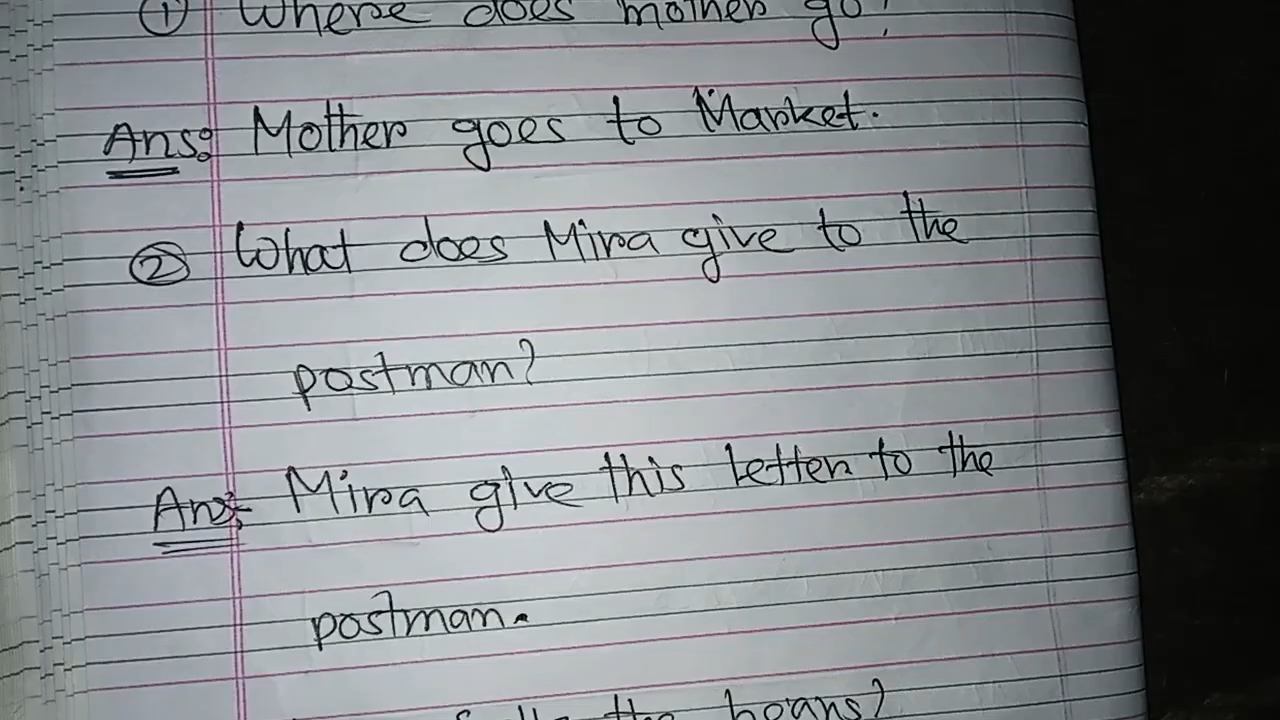 ① Where does mother go?
Ans: Mother goes to Market.
② What does Mira give to the
postman?
Ans: Mira give this letter to the
postman.
the